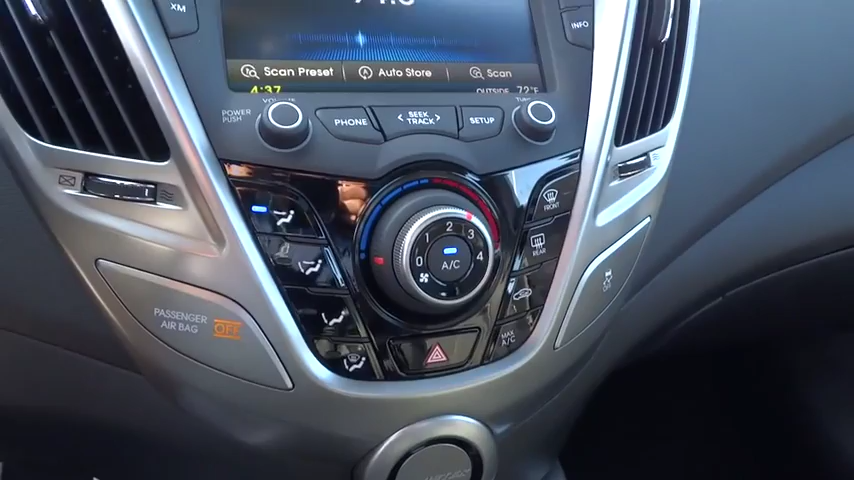 XM
INFO
Scan Preset
Auto Store
Scan
4:37
OUTSIDE 72°F
POWER
PUSH
PHONE
< SEEK >
TRACK
SETUP
FRONT
REAR
0 1 2 3 4
A/C
MAX
A/C
OFF
PASSENGER
AIR BAG
OFF